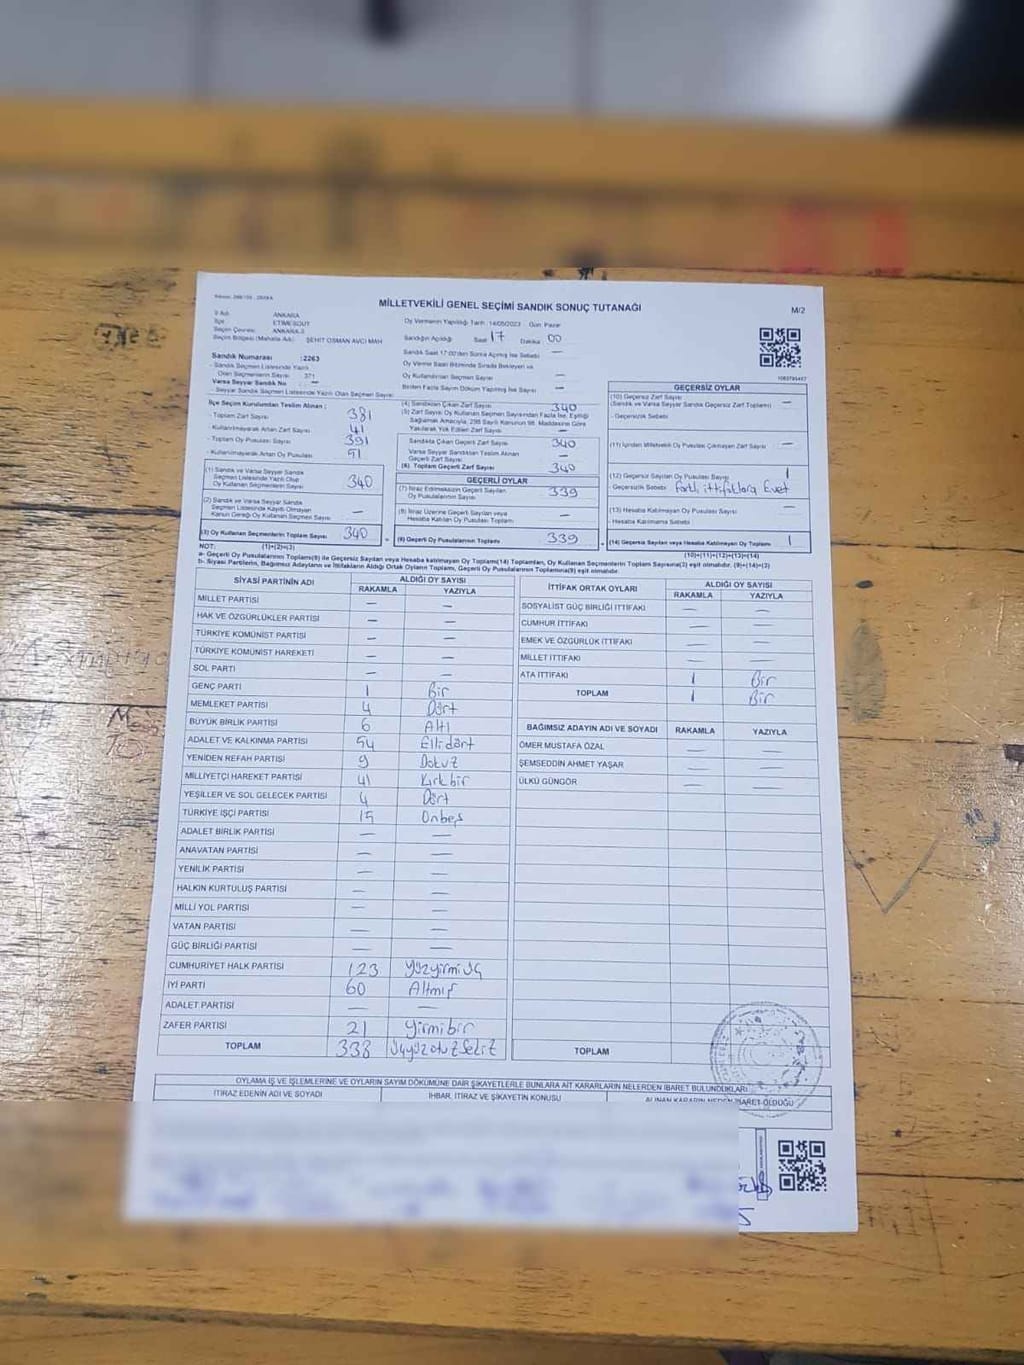 MİLLETVEKİLİ GENEL SEÇİMİ SANDIK SONUÇ TUTANAĞI
M/2
İl Adı: ANKARA
İlçe ETİMESGUT
Seçim Çevresi: ANKARA 3
Seçim Bölgesi (Mahalle Adı): ŞEHİT OSMAN AVCI MAH
Oy Vermenin Yapıldığı Tarih :14/05/2023 Gün: Pazar
Sandığın Açıldığı Saat 17 Dakika 00
Sandık Saat 17:00'den Sonra Açılmış İse Sebebi —
Oy Verme Saati Bitiminde Sırada Bekleyen ve
Oy Kullandırılan Seçmen Sayısı —
Birden Fazla Sayım Döküm Yapılmış İse Sayısı —
Sandık Numarası : 2263
- Sandık Seçmen Listesinde Yazılı
Olan Seçmenlerin Sayısı 371
Varsa Seyyar Sandık No —
- Seyyar Sandık Seçmen Listesinde Yazılı Olan Seçmen Sayısı:
İlçe Seçim Kurulundan Teslim Alınan :
- Toplam Zarf Sayısı 381
- Kullanılmayarak Artan Zarf Sayısı 41
- Toplam Oy Pusulası Sayısı 391
- Kullanılmayarak Artan Oy Pusulası 51
(1) Sandık ve Varsa Seyyar Sandık
Seçmen Listesinde Yazılı Olup
Oy Kullanan Seçmenlerin Sayısı 340
(2) Sandık ve Varsa Seyyar Sandık
Seçmen Listesinde Kaydı Olmayan
Kanun Gereği Oy Kullanan Seçmen Sayısı —
(3) Oy Kullanan Seçmenlerin Toplam Sayısı 340
(1)+(2)=(3)
(4) Sandıktan Çıkan Zarf Sayısı 340
(5) Zarf Sayısı Oy Kullanan Seçmen Sayısından Fazla İse, Eşitliği
Sağlamak Amacıyla, 298 Sayılı Kanunun 98. Maddesine Göre
Yakılarak Yok Edilen Zarf Sayısı —
Sandıkta Çıkan Geçerli Zarf Sayısı 340
Varsa Seyyar Sandıktan Teslim Alınan
Geçerli Zarf Sayısı —
(6) Toplam Geçerli Zarf Sayısı 340
GEÇERLİ OYLAR
(7) İtiraz Edilmeksizin Geçerli Sayılan
Oy Pusulalarının Sayısı 339
(8) İtiraz Üzerine Geçerli Sayılan veya
Hesaba Katılan Oy Pusulası Toplamı —
(9) Geçerli Oy Pusulalarının Toplamı 339
GEÇERSİZ OYLAR
(10) Geçersiz Zarf Sayısı
(Sandık ve Varsa Seyyar Sandık Geçersiz Zarf Toplamı) —
- Geçersizlik Sebebi
(11) İçinden Milletvekili Oy Pusulası Çıkmayan Zarf Sayısı —
(12) Geçersiz Sayılan Oy Pusulası Sayısı 1
- Geçersizlik Sebebi farklı ittifaklara Evet
(13) Hesaba Katılmayan Oy Pusulası Sayısı —
- Hesaba Katılmama Sebebi
(14) Geçersiz Sayılan veya Hesaba Katılmayan Oy Toplamı 1
(10)+(11)+(12)+(13)=(14)
NOT:
a- Geçerli Oy Pusulaları Toplamı(9) ile Geçersiz Sayılan veya Hesaba katılmayan Oy Toplamı(14) Toplamları, Oy Kullanan Seçmenlerin Toplam Sayısına(3) eşit olmalıdır. (9)+(14)=(3)
b- Siyasi Partilerin, Bağımsız Adayların ve İttifakların Aldığı Ortak Oyların Toplamı, Geçerli Oy Pusulalarının Toplamına(9) eşit olmalıdır.
SİYASİ PARTİNİN ADI ALDIĞI OY SAYISI
RAKAMLA YAZIYLA
MİLLET PARTİSİ — —
HAK VE ÖZGÜRLÜKLER PARTİSİ — —
TÜRKİYE KOMÜNİST PARTİSİ — —
TÜRKİYE KOMÜNİST HAREKETİ — —
SOL PARTİ — —
GENÇ PARTİ 1 Bir
MEMLEKET PARTİSİ 4 Dört
BÜYÜK BİRLİK PARTİSİ 6 Altı
ADALET VE KALKINMA PARTİSİ 54 Ellidört
YENİDEN REFAH PARTİSİ 9 Dokuz
MİLLİYETÇİ HAREKET PARTİSİ 41 Kırkbir
YEŞİLLER VE SOL GELECEK PARTİSİ 4 Dört
TÜRKİYE İŞÇİ PARTİSİ 15 Onbeş
ADALET BİRLİK PARTİSİ — —
ANAVATAN PARTİSİ — —
YENİLİK PARTİSİ — —
HALKIN KURTULUŞ PARTİSİ — —
MİLLİ YOL PARTİSİ — —
VATAN PARTİSİ — —
GÜÇ BİRLİĞİ PARTİSİ — —
CUMHURİYET HALK PARTİSİ 123 Yüzyirmiüç
İYİ PARTİ 60 Altmış
ADALET PARTİSİ — —
ZAFER PARTİSİ 21 Yirmibir
TOPLAM 338 Üçyüzotuzsekiz
İTTİFAK ORTAK OYLARI ALDIĞI OY SAYISI
RAKAMLA YAZIYLA
SOSYALİST GÜÇ BİRLİĞİ İTTİFAKI — —
CUMHUR İTTİFAKI — —
EMEK VE ÖZGÜRLÜK İTTİFAKI — —
MİLLET İTTİFAKI — —
ATA İTTİFAKI 1 Bir
TOPLAM 1 Bir
BAĞIMSIZ ADAYIN ADI VE SOYADI RAKAMLA YAZIYLA
ÖMER MUSTAFA ÖZAL — —
ŞEMSEDDİN AHMET YAŞAR — —
ÜLKÜ GÜNGÖR — —
TOPLAM
OYLAMA İŞ VE İŞLEMLERİNE VE OYLARIN SAYIM DÖKÜMÜNE DAİR ŞİKAYETLERLE BUNLARA AİT KARARLARIN NELERDEN İBARET BULUNDUKLARI
İTİRAZ EDENİN ADI VE SOYADI İHBAR, İTİRAZ VE ŞİKAYETİN KONUSU ALINAN KARARIN NEDEN İBARET OLDUĞU